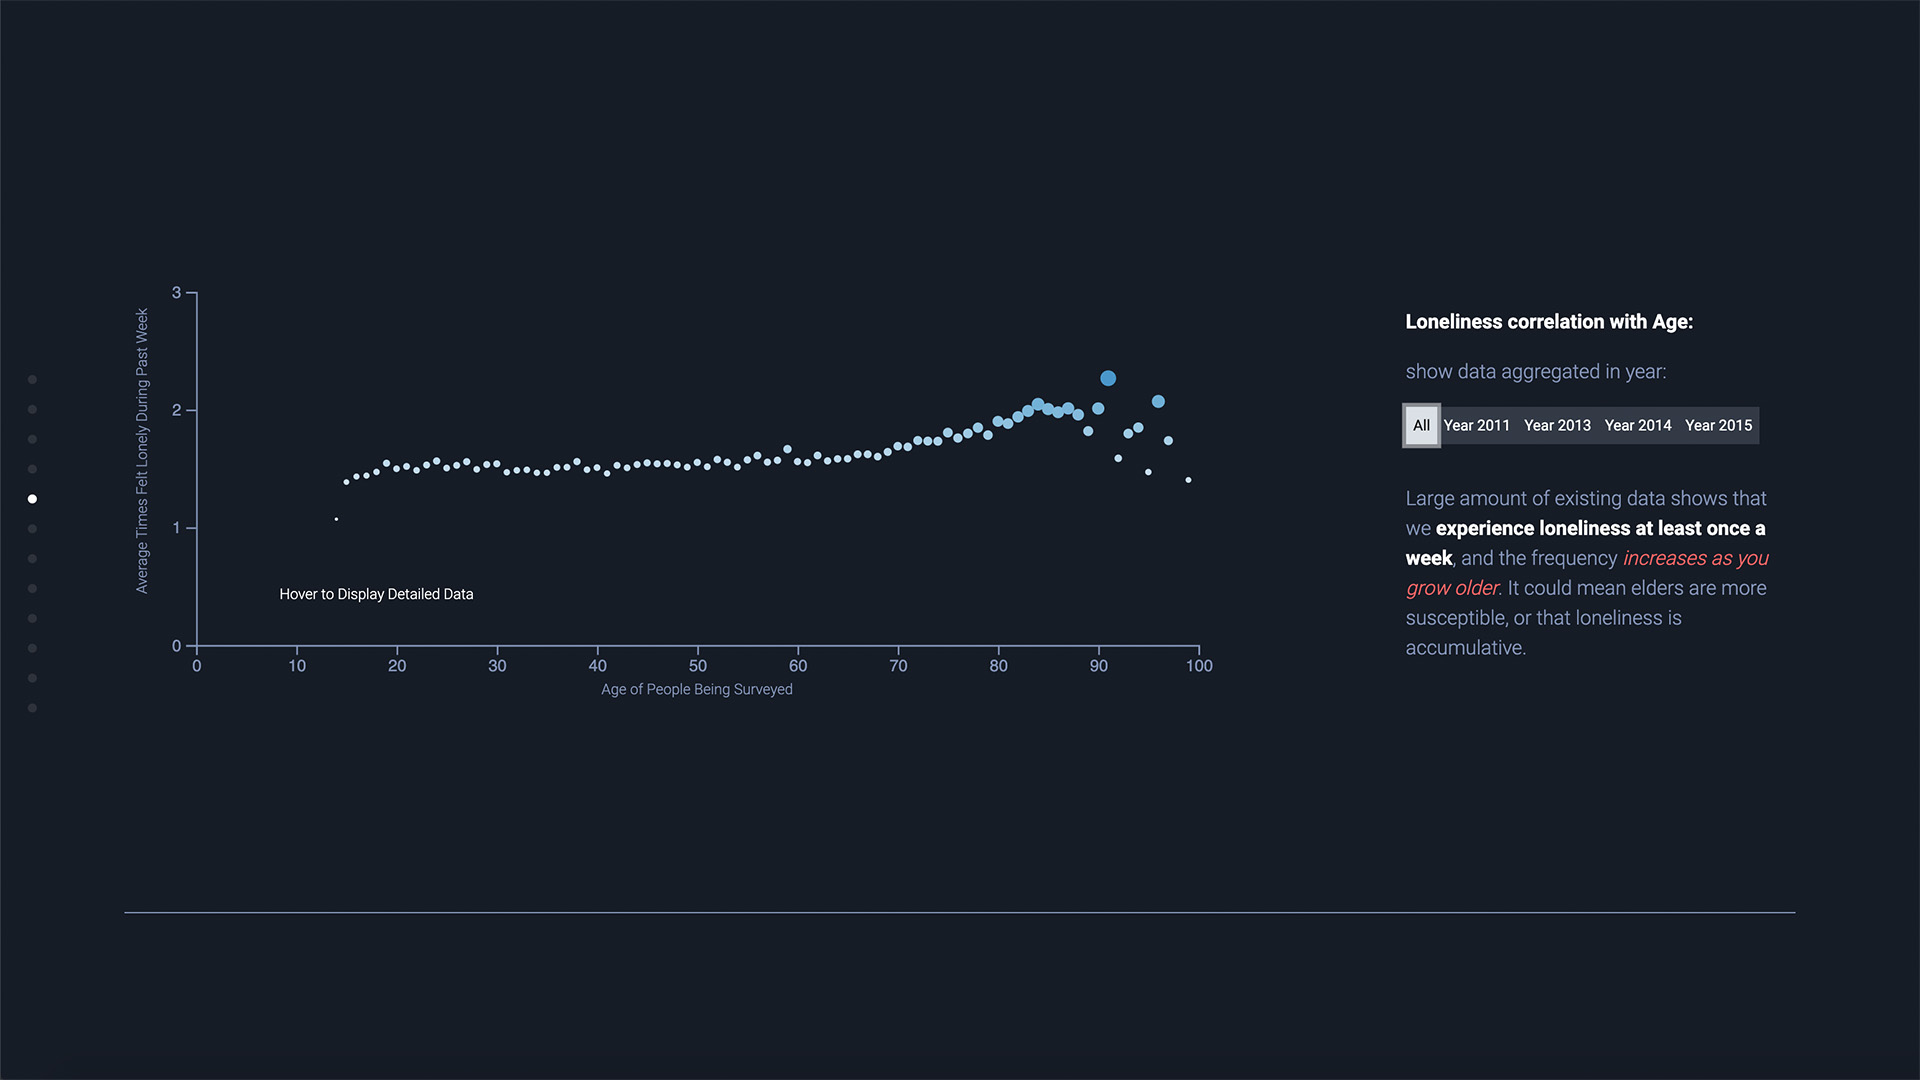 3
2
1
0
Average Times Felt Lonely During Past Week
Hover to Display Detailed Data
0 10 20 30 40 50 60 70 80 90 100
Age of People Being Surveyed
Loneliness correlation with Age:
show data aggregated in year:
All Year 2011 Year 2013 Year 2014 Year 2015
Large amount of existing data shows that
we experience loneliness at least once a
week, and the frequency increases as you
grow older. It could mean elders are more
susceptible, or that loneliness is
accumulative.